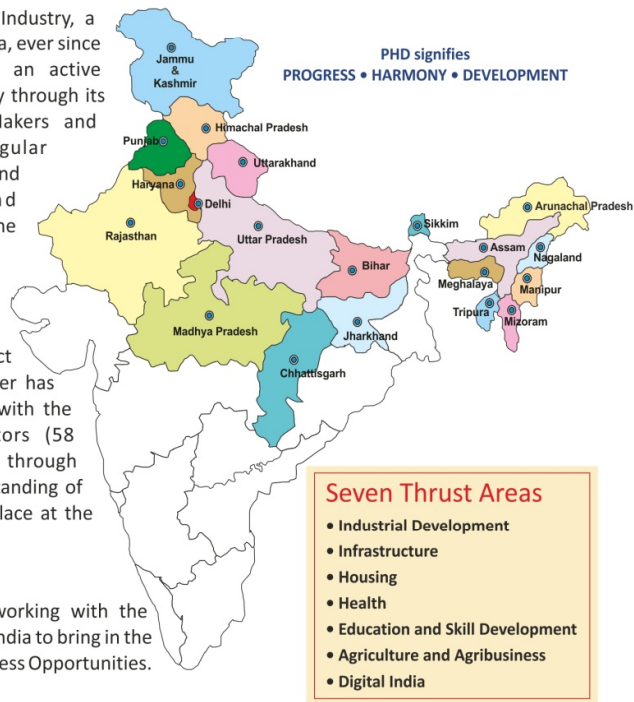 Industry, a
a, ever since
an active
y through its
Makers and
gular
nd
nd
he
ct
er has
with the
tors (58
through
tanding of
lace at the
working with the
ndia to bring in the
ess Opportunities.
PHD signifies
PROGRESS • HARMONY • DEVELOPMENT
Jammu
&
Kashmir
Himachal Pradesh
Punjab
Uttarakhand
Haryana
Delhi
Rajasthan
Uttar Pradesh
Bihar
Sikkim
Arunachal Pradesh
Assam
Nagaland
Meghalaya
Manipur
Tripura
Mizoram
Madhya Pradesh
Jharkhand
Chhattisgarh
Seven Thrust Areas
• Industrial Development
• Infrastructure
• Housing
• Health
• Education and Skill Development
• Agriculture and Agribusiness
• Digital India